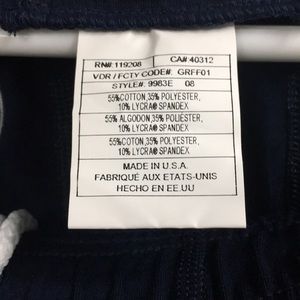 RN#: 119208 CA# 40312
VDR / FCTY CODE#: GRFF01
STYLE#: 9983E 08
55%COTTON,35% POLYESTER,
10% LYCRA® SPANDEX
55% ALGODON,35% POLIÉSTER,
10% LYCRA® SPANDEX
55%COTON,35% POLYESTER,
10% LYCRA® SPANDEX
MADE IN U.S.A.
FABRIQUÉ AUX ETATS-UNIS
HECHO EN EE.UU